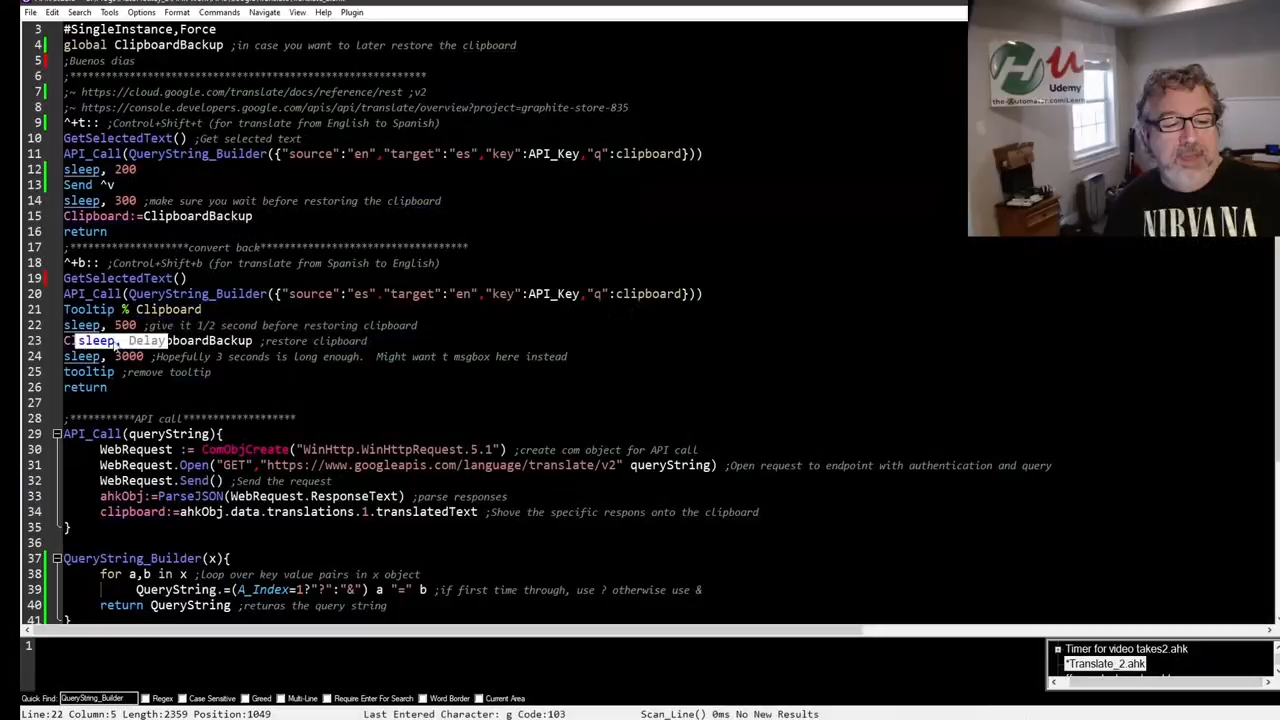 File Edit Search Tools Options Format Commands Navigate View Help Plugin
3 #SingleInstance,Force
4 global ClipboardBackup ;in case you want to later restore the clipboard
5 ;Buenos dias
6 ;****************************************************************
7 ;~ https://cloud.google.com/translate/docs/reference/rest ;v2
8 ;~ https://console.developers.google.com/apis/api/translate/overview?project=graphite-store-835
9 ^+t:: ;Control+Shift+t (for translate from English to Spanish)
10 GetSelectedText() ;Get selected text
11 API_Call(QueryString_Builder({"source":"en","target":"es","key":API_Key,"q":clipboard}))
12 sleep, 200
13 Send ^v
14 sleep, 300 ;make sure you wait before restoring the clipboard
15 Clipboard:=ClipboardBackup
16 return
17 ;*********************convert back***********************************
18 ^+b:: ;Control+Shift+b (for translate from Spanish to English)
19 GetSelectedText()
20 API_Call(QueryString_Builder({"source":"es","target":"en","key":API_Key,"q":clipboard}))
21 Tooltip % Clipboard
22 sleep, 500 ;give it 1/2 second before restoring clipboard
23 Cl sleep, Delay pboardBackup ;restore clipboard
24 sleep, 3000 ;Hopefully 3 seconds is long enough. Might want t msgbox here instead
25 tooltip ;remove tooltip
26 return
27
28 ;***********API call******************
29 API_Call(queryString){
30 WebRequest := ComObjCreate("WinHttp.WinHttpRequest.5.1") ;create com object for API call
31 WebRequest.Open("GET","https://www.googleapis.com/language/translate/v2" queryString) ;Open request to endpoint with authentication and query
32 WebRequest.Send() ;Send the request
33 ahkObj:=ParseJSON(WebRequest.ResponseText) ;parse responses
34 clipboard:=ahkObj.data.translations.1.translatedText ;Shove the specific respons onto the clipboard
35 }
36
37 QueryString_Builder(x){
38 for a,b in x ;loop over key value pairs in x object
39 QueryString.=(A_Index=1?"?":"&") a "=" b ;if first time through, use ? otherwise use &
40 return QueryString ;returas the query string
41 }
1
Udemy
the-Automator.com/Learn
NIRVANA
Timer for video takes2.ahk
*Translate_2.ahk
Quick Find: QueryString_Builder Regex Case Sensitive Greed Multi-Line Require Enter For Search Word Border Current Area
Line:22 Column:5 Length:2359 Position:1049 Last Entered Character: g Code:103 Scan_Line() 0ms No New Results